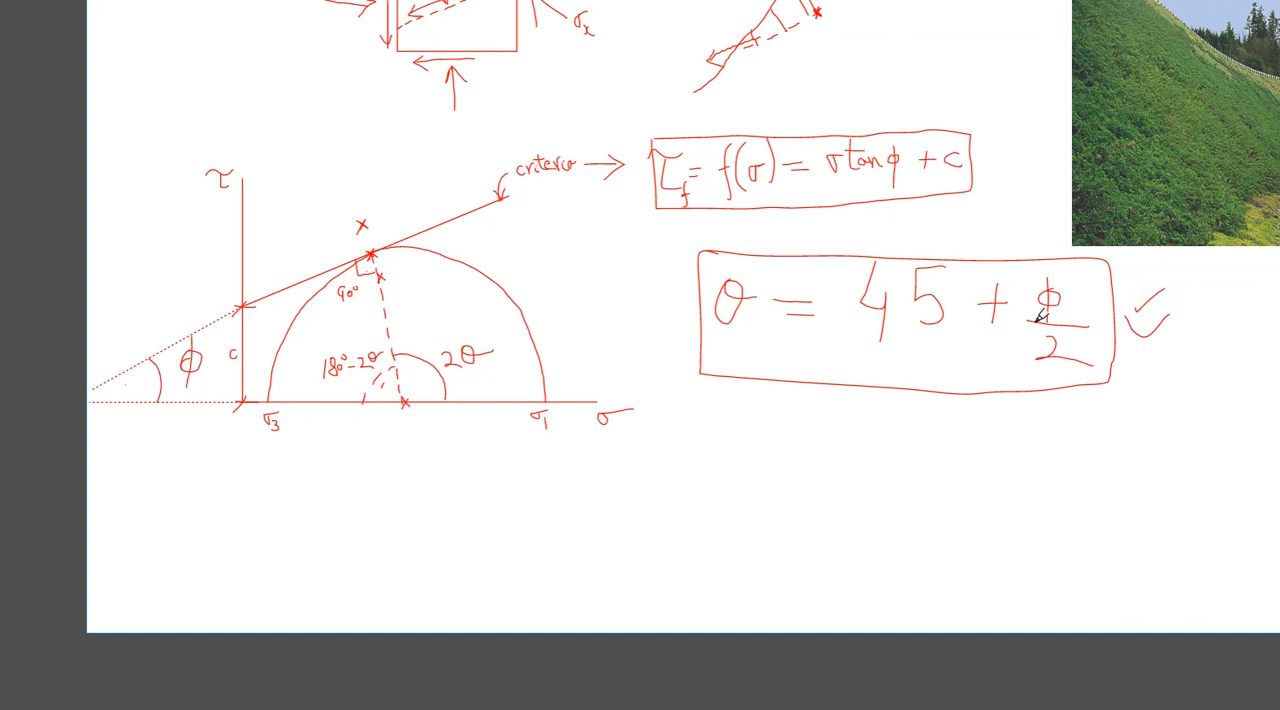 σx
criteria → τf = f(σ) = σ tan φ + c
τ
x
90°
θ = 45 + φ/2 ✓
φ
c
180° - 2θ
2θ
σ3
σ1
σ